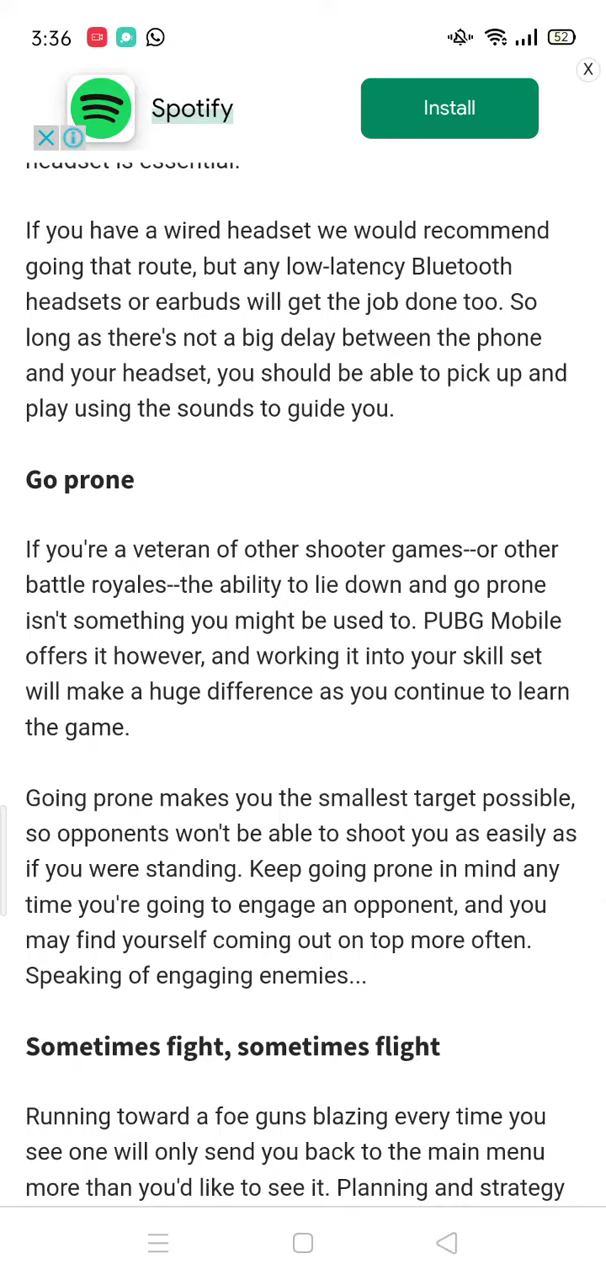 3:36
52
X
Spotify
Install
headset is essential.
If you have a wired headset we would recommend
going that route, but any low-latency Bluetooth
headsets or earbuds will get the job done too. So
long as there's not a big delay between the phone
and your headset, you should be able to pick up and
play using the sounds to guide you.
Go prone
If you're a veteran of other shooter games--or other
battle royales--the ability to lie down and go prone
isn't something you might be used to. PUBG Mobile
offers it however, and working it into your skill set
will make a huge difference as you continue to learn
the game.
Going prone makes you the smallest target possible,
so opponents won't be able to shoot you as easily as
if you were standing. Keep going prone in mind any
time you're going to engage an opponent, and you
may find yourself coming out on top more often.
Speaking of engaging enemies...
Sometimes fight, sometimes flight
Running toward a foe guns blazing every time you
see one will only send you back to the main menu
more than you'd like to see it. Planning and strategy